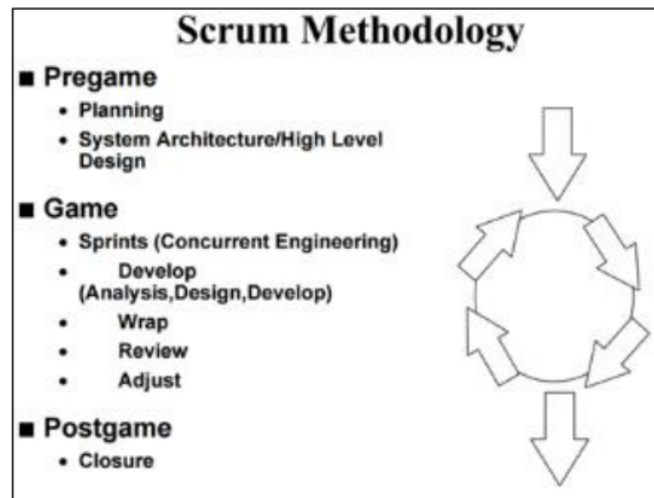 Scrum Methodology
■ Pregame
• Planning
• System Architecture/High Level
Design
■ Game
• Sprints (Concurrent Engineering)
• Develop
(Analysis,Design,Develop)
• Wrap
• Review
• Adjust
■ Postgame
• Closure